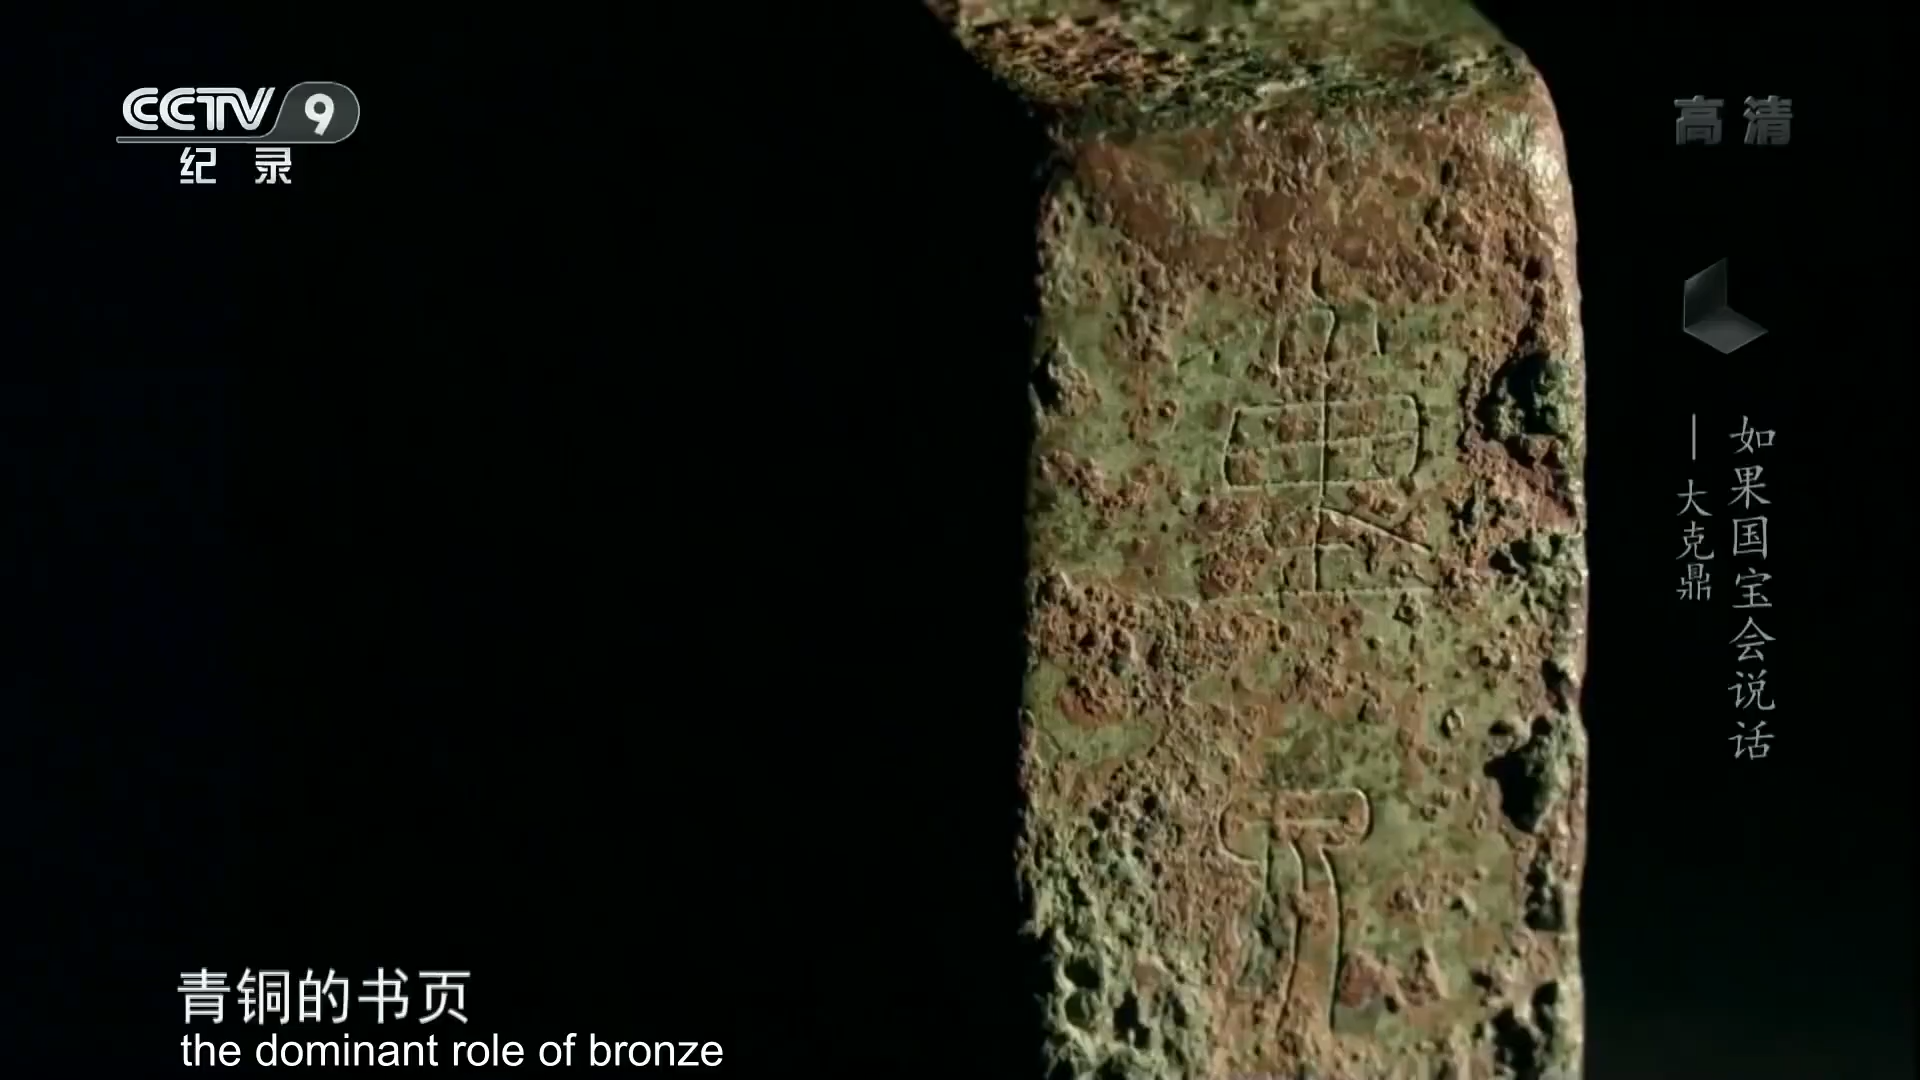 CCTV 9
纪 录
高清
如果国宝会说话
— 大克鼎
青铜的书页
the dominant role of bronze